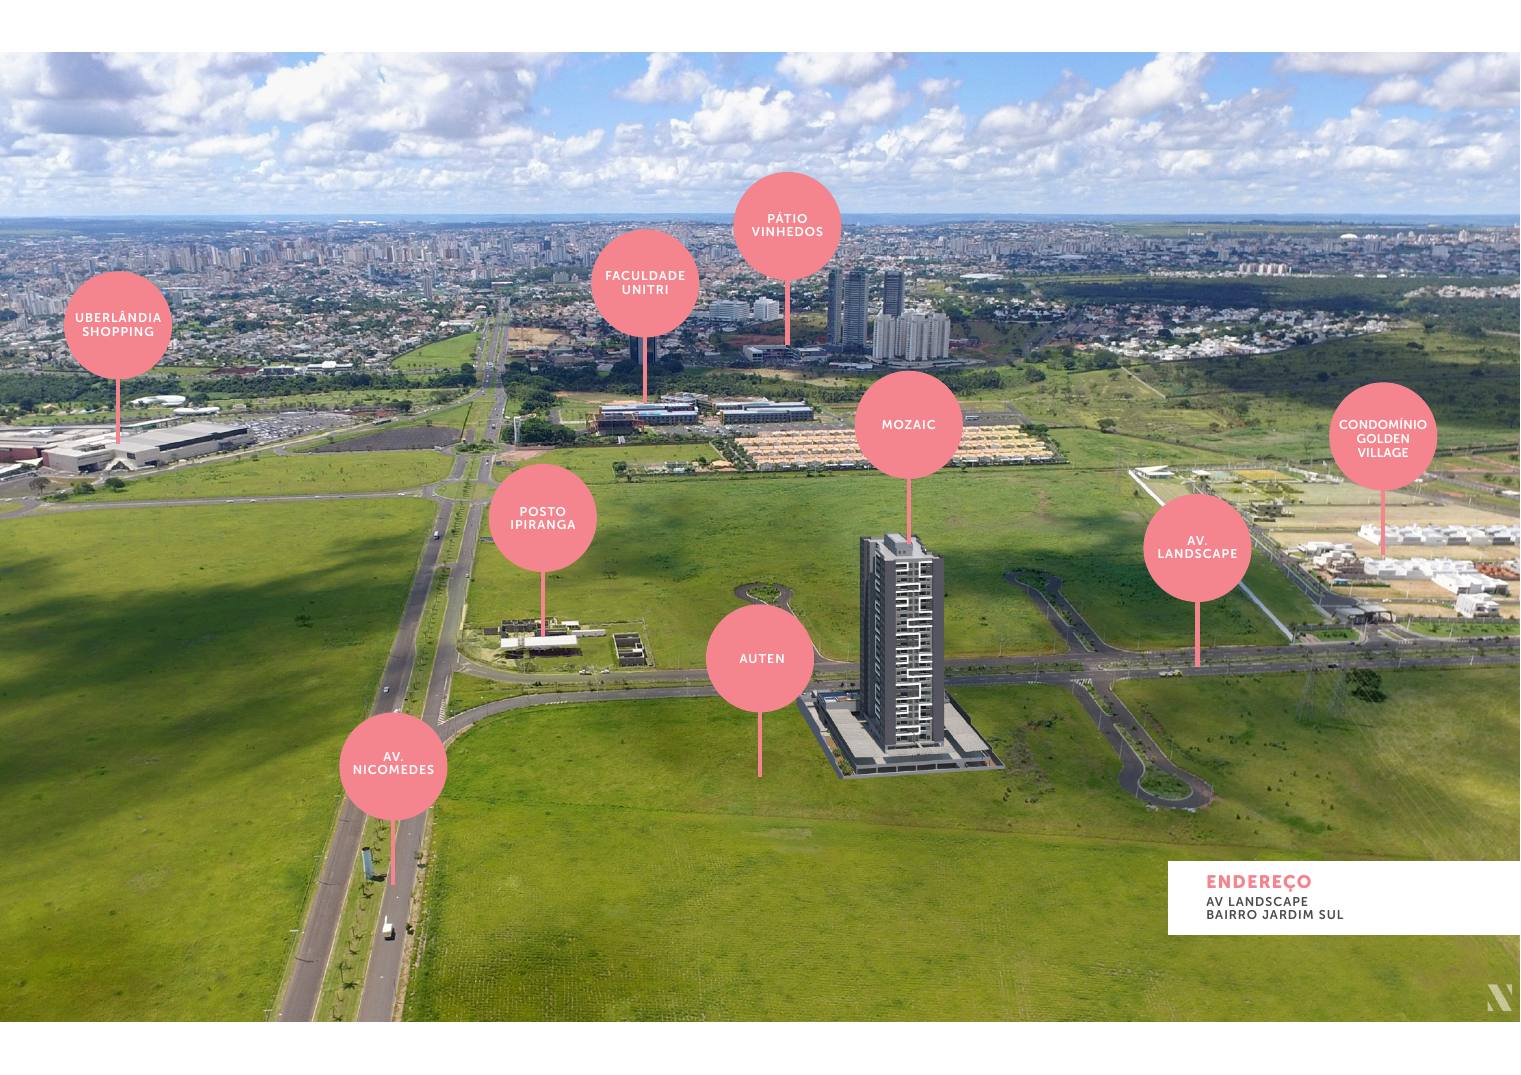 PÁTIO
VINHEDOS
FACULDADE
UNITRI
UBERLÂNDIA
SHOPPING
MOZAIC
CONDOMÍNIO
GOLDEN
VILLAGE
POSTO
IPIRANGA
AV.
LANDSCAPE
AUTEN
AV.
NICOMEDES
ENDEREÇO
AV LANDSCAPE
BAIRRO JARDIM SUL